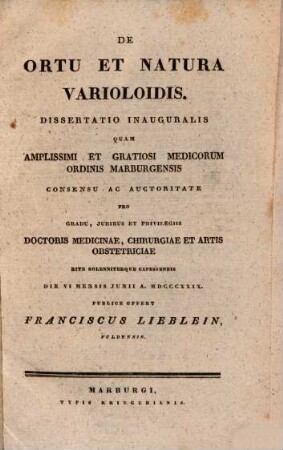 DE
ORTU ET NATURA
VARIOLOIDIS.
DISSERTATIO INAUGURALIS
QUAM
AMPLISSIMI ET GRATIOSI MEDICORUM
ORDINIS MARBURGENSIS
CONSENSU AC AUCTORITATE
PRO
GRADU, JURIBUS ET PRIVILEGIIS
DOCTORIS MEDICINAE, CHIRURGIAE ET ARTIS
OBSTETRICIAE
RITE SOLENNITERQUE CAPESSENDIS
DIE VI MENSIS JUNII A. MDCCCXXIX.
PUBLICE OFFERT
FRANCISCUS LIEBLEIN,
FULDENSIS.
MARBURGI,
TYPIS KRIEGERIANIS.